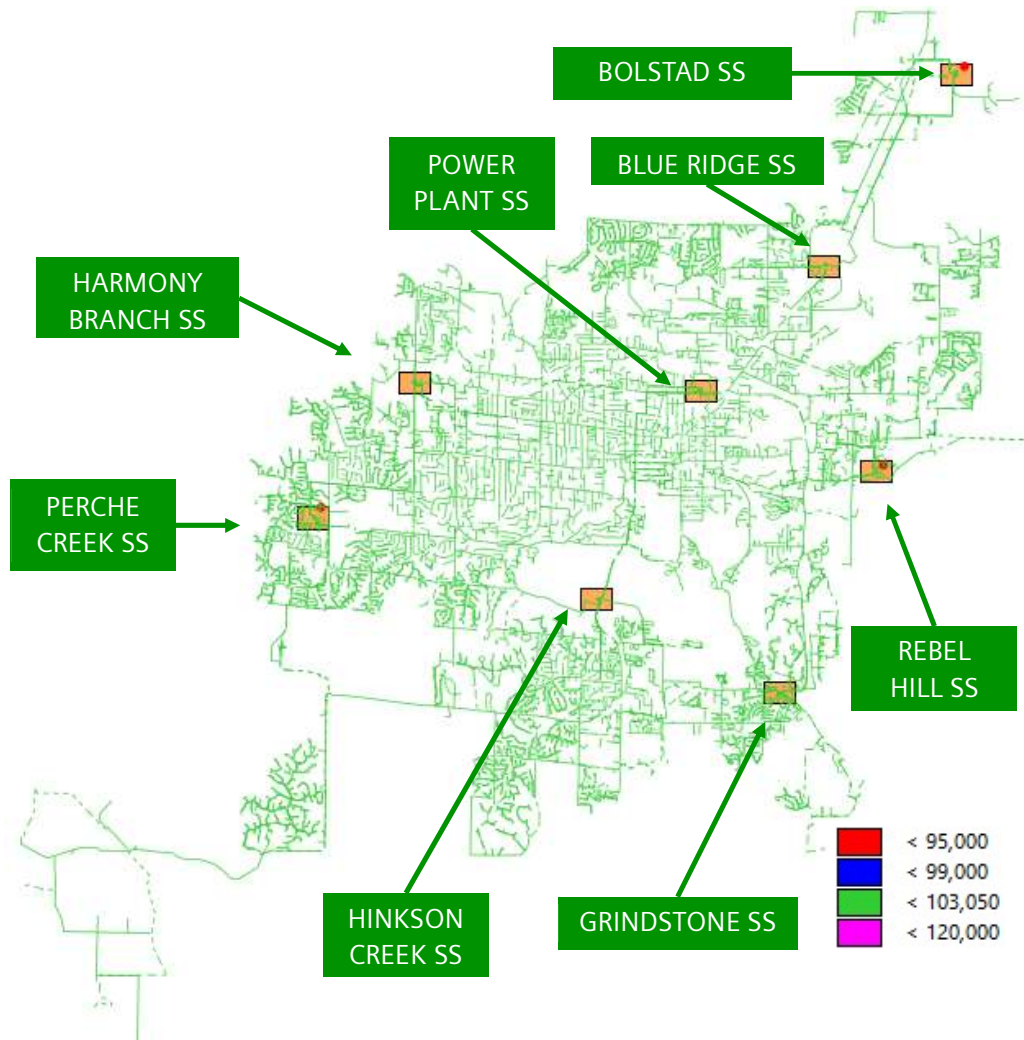 BOLSTAD SS
POWER
PLANT SS
BLUE RIDGE SS
HARMONY
BRANCH SS
PERCHE
CREEK SS
REBEL
HILL SS
HINKSON
CREEK SS
GRINDSTONE SS
< 95,000
< 99,000
< 103,050
< 120,000